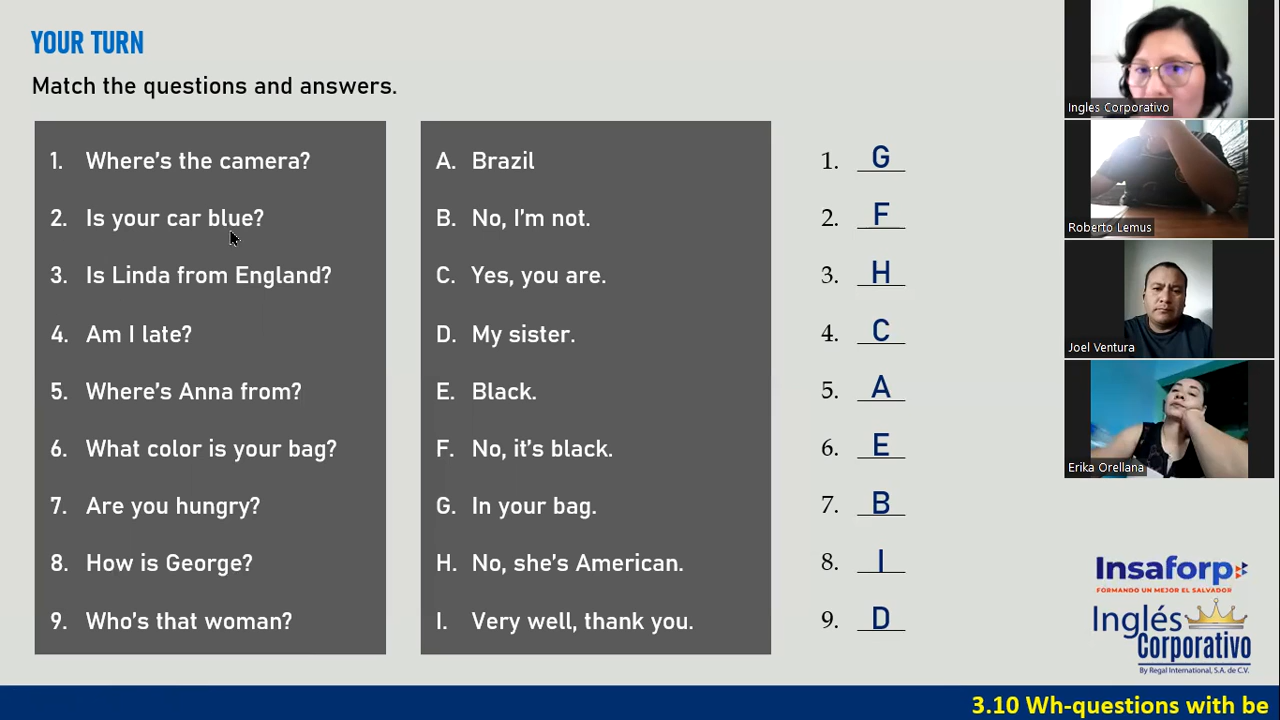 YOUR TURN
Match the questions and answers.
1. Where's the camera?
2. Is your car blue?
3. Is Linda from England?
4. Am I late?
5. Where's Anna from?
6. What color is your bag?
7. Are you hungry?
8. How is George?
9. Who's that woman?
A. Brazil
B. No, I'm not.
C. Yes, you are.
D. My sister.
E. Black.
F. No, it's black.
G. In your bag.
H. No, she's American.
I. Very well, thank you.
1. G
2. F
3. H
4. C
5. A
6. E
7. B
8. I
9. D
Ingles Corporativo
Roberto Lemus
Joel Ventura
Erika Orellana
Insaforp
FORMANDO UN MEJOR EL SALVADOR
Inglés
Corporativo
By Regal International, S.A. de C.V.
3.10 Wh-questions with be